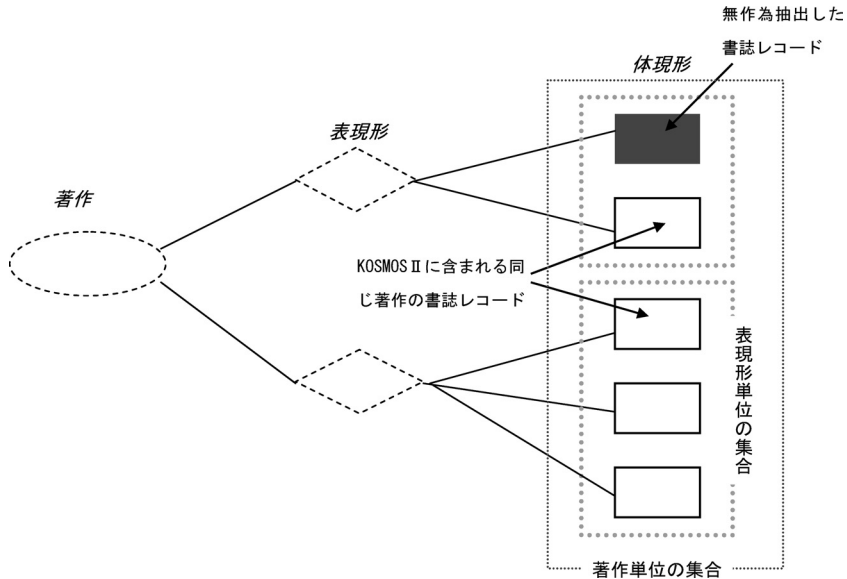 無作為抽出した
書誌レコード
体現形
表現形
著作
KOSMOSⅡに含まれる同
じ著作の書誌レコード
表現形単位の集合
著作単位の集合